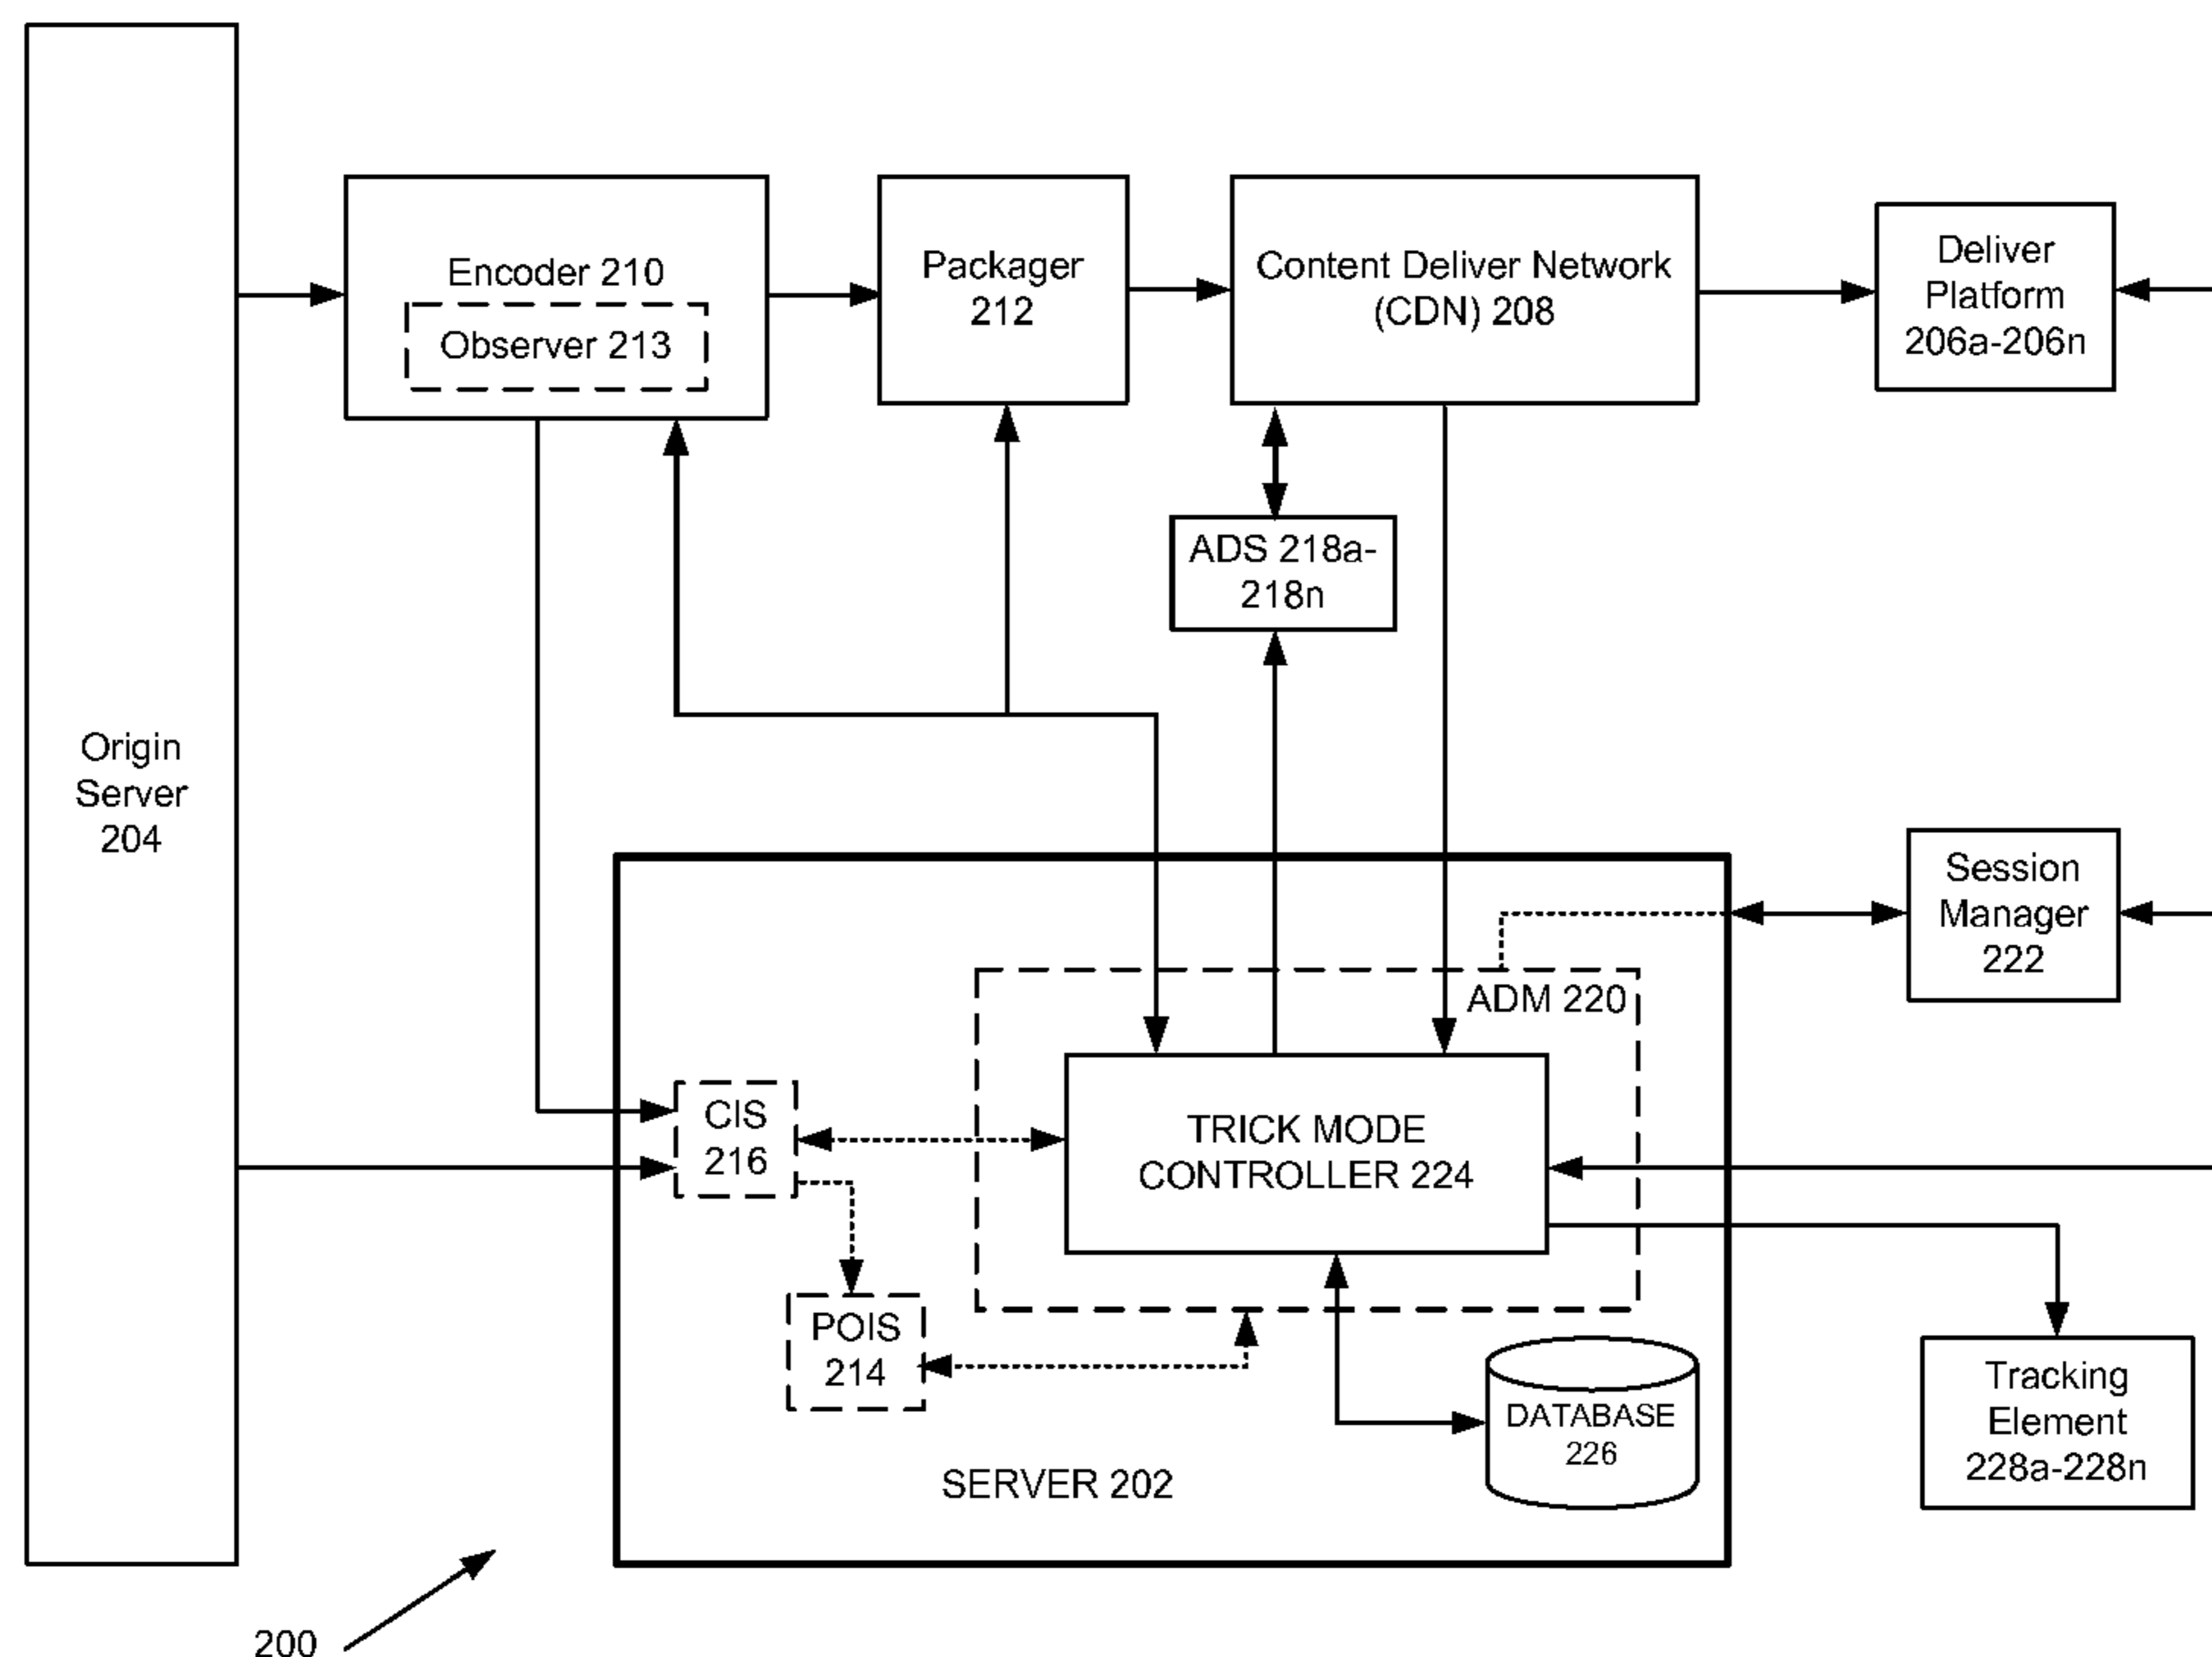 Encoder 210
Observer 213
Packager
212
Content Deliver Network
(CDN) 208
Deliver
Platform
206a-206n
ADS 218a-
218n
Origin
Server
204
Session
Manager
222
ADM 220
CIS
216
TRICK MODE
CONTROLLER 224
POIS
214
DATABASE
226
Tracking
Element
228a-228n
SERVER 202
200